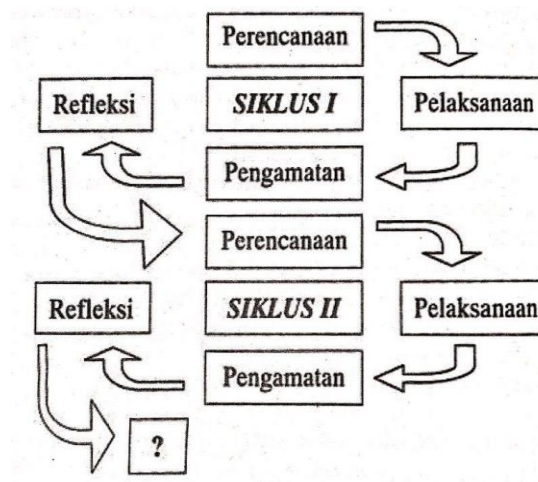 Perencanaan
Refleksi
SIKLUS I
Pelaksanaan
Pengamatan
Perencanaan
Refleksi
SIKLUS II
Pelaksanaan
Pengamatan
?